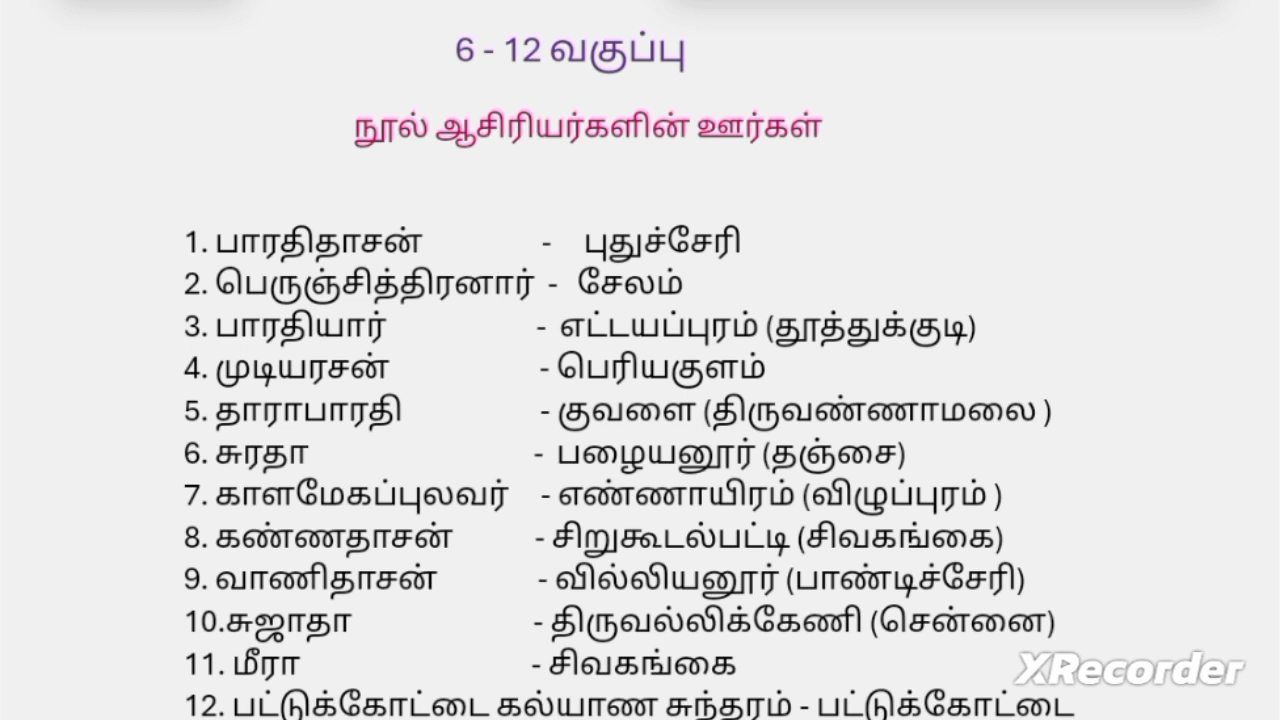 6 - 12 வகுப்பு
நூல் ஆசிரியர்களின் ஊர்கள்
1. பாரதிதாசன் - புதுச்சேரி
2. பெருஞ்சித்திரனார் - சேலம்
3. பாரதியார் - எட்டயப்புரம் (தூத்துக்குடி)
4. முடியரசன் - பெரியகுளம்
5. தாராபாரதி - குவளை (திருவண்ணாமலை )
6. சுரதா - பழையனூர் (தஞ்சை)
7. காளமேகப்புலவர் - எண்ணாயிரம் (விழுப்புரம் )
8. கண்ணதாசன் - சிறுகூடல்பட்டி (சிவகங்கை)
9. வாணிதாசன் - வில்லியனூர் (பாண்டிச்சேரி)
10.சுஜாதா - திருவல்லிக்கேணி (சென்னை)
11. மீரா - சிவகங்கை
12. பட்டுக்கோட்டை கல்யாண சுந்தரம் - பட்டுக்கோட்டை
XRecorder